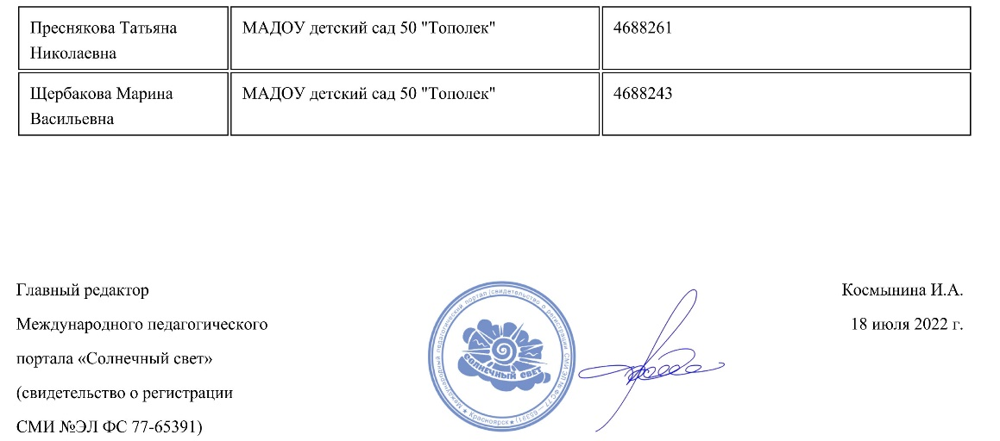 Преснякова Татьяна
Николаевна
МАДОУ детский сад 50 "Тополек"
4688261
Щербакова Марина
Васильевна
МАДОУ детский сад 50 "Тополек"
4688243
Главный редактор
Международного педагогического
портала «Солнечный свет»
(свидетельство о регистрации
СМИ №ЭЛ ФС 77-65391)
Международный педагогический портал (свидетельство о регистрации СМИ ЭЛ № ФС 77 — 65391)
★ Красноярск ★
СОЛНЕЧНЫЙ СВЕТ
Космынина И.А.
18 июля 2022 г.